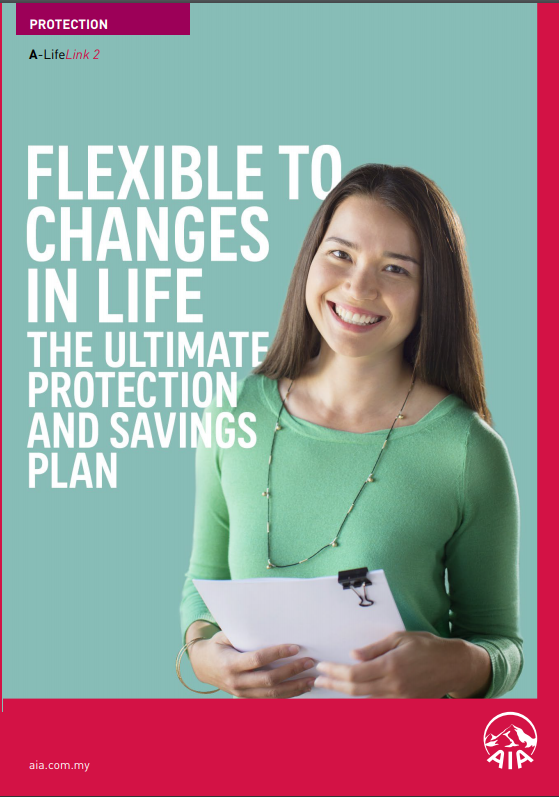 PROTECTION
A-LifeLink 2
FLEXIBLE TO
CHANGES
IN LIFE
THE ULTIMATE
PROTECTION
AND SAVINGS
PLAN
aia.com.my
AIA